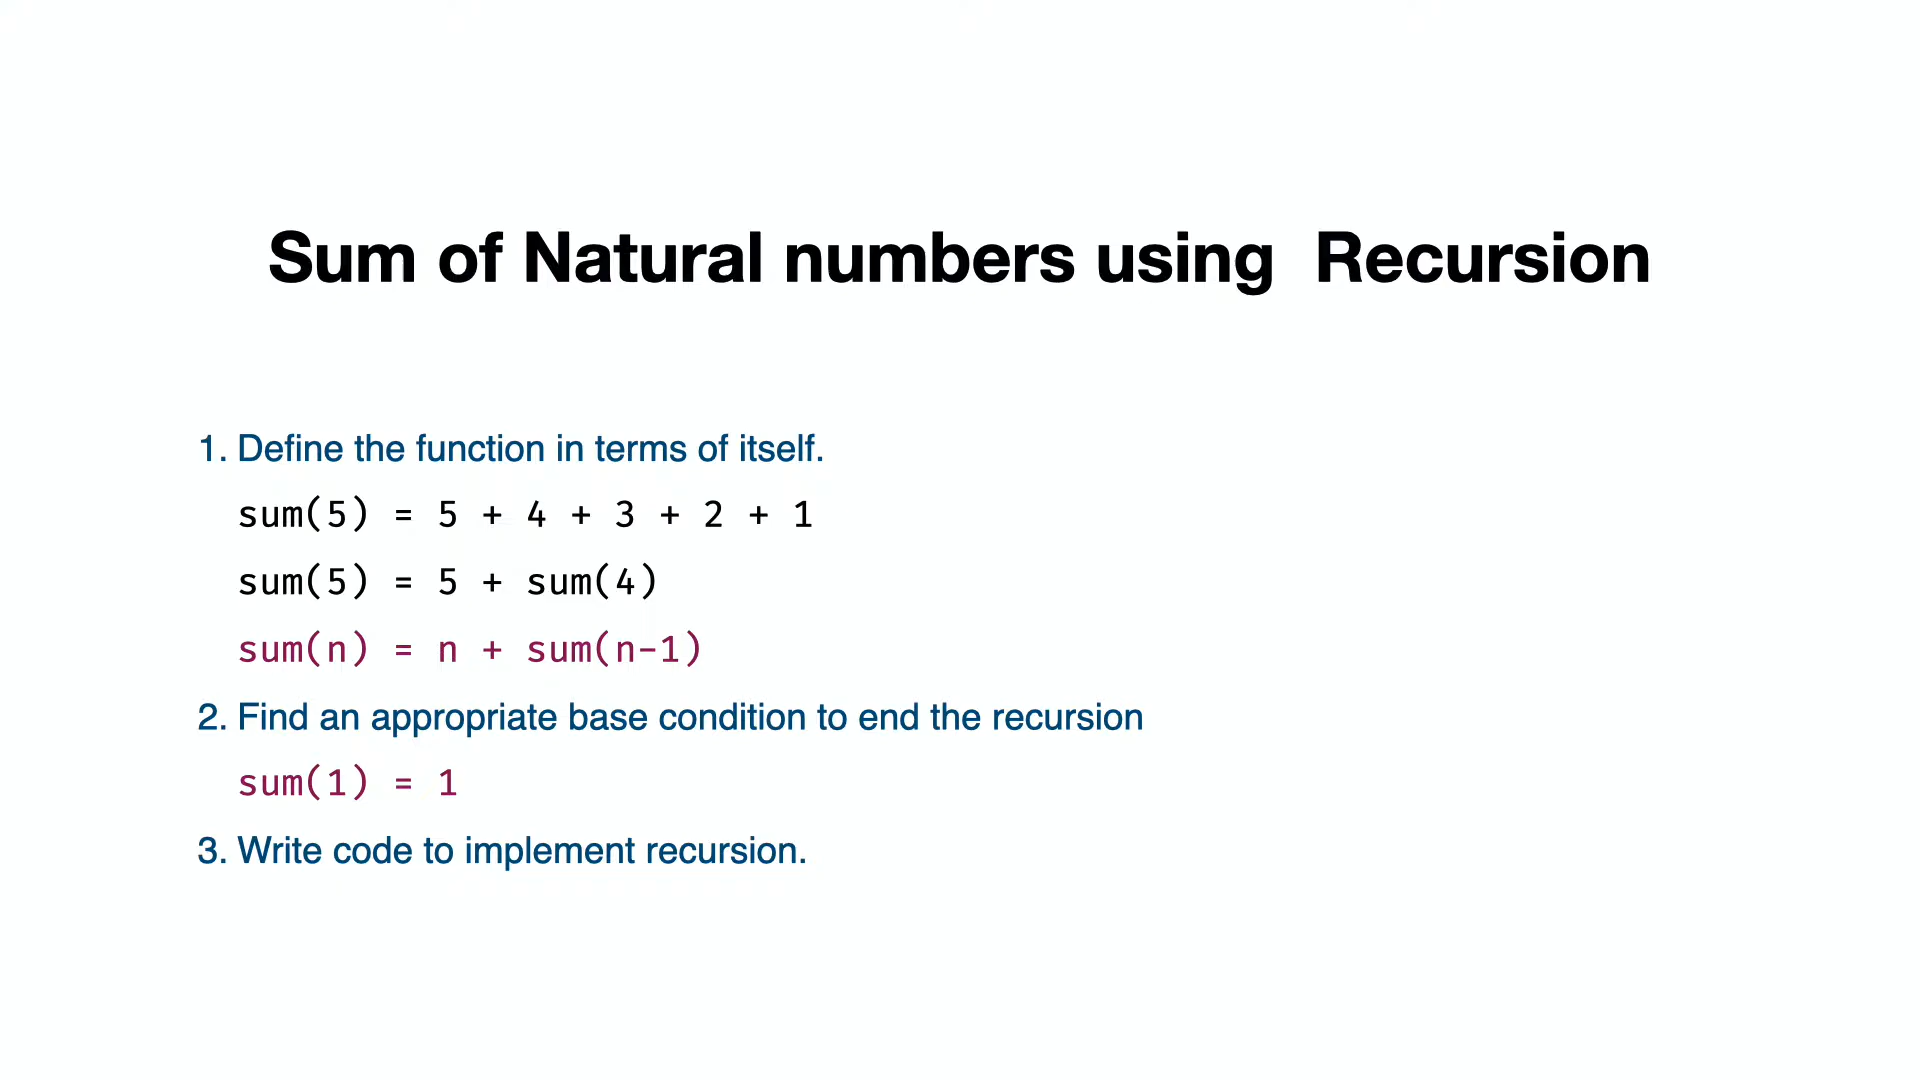 Sum of Natural numbers using  Recursion
1. Define the function in terms of itself.
sum(5) = 5 + 4 + 3 + 2 + 1
sum(5) = 5 + sum(4)
sum(n) = n + sum(n-1)
2. Find an appropriate base condition to end the recursion
sum(1) = 1
3. Write code to implement recursion.